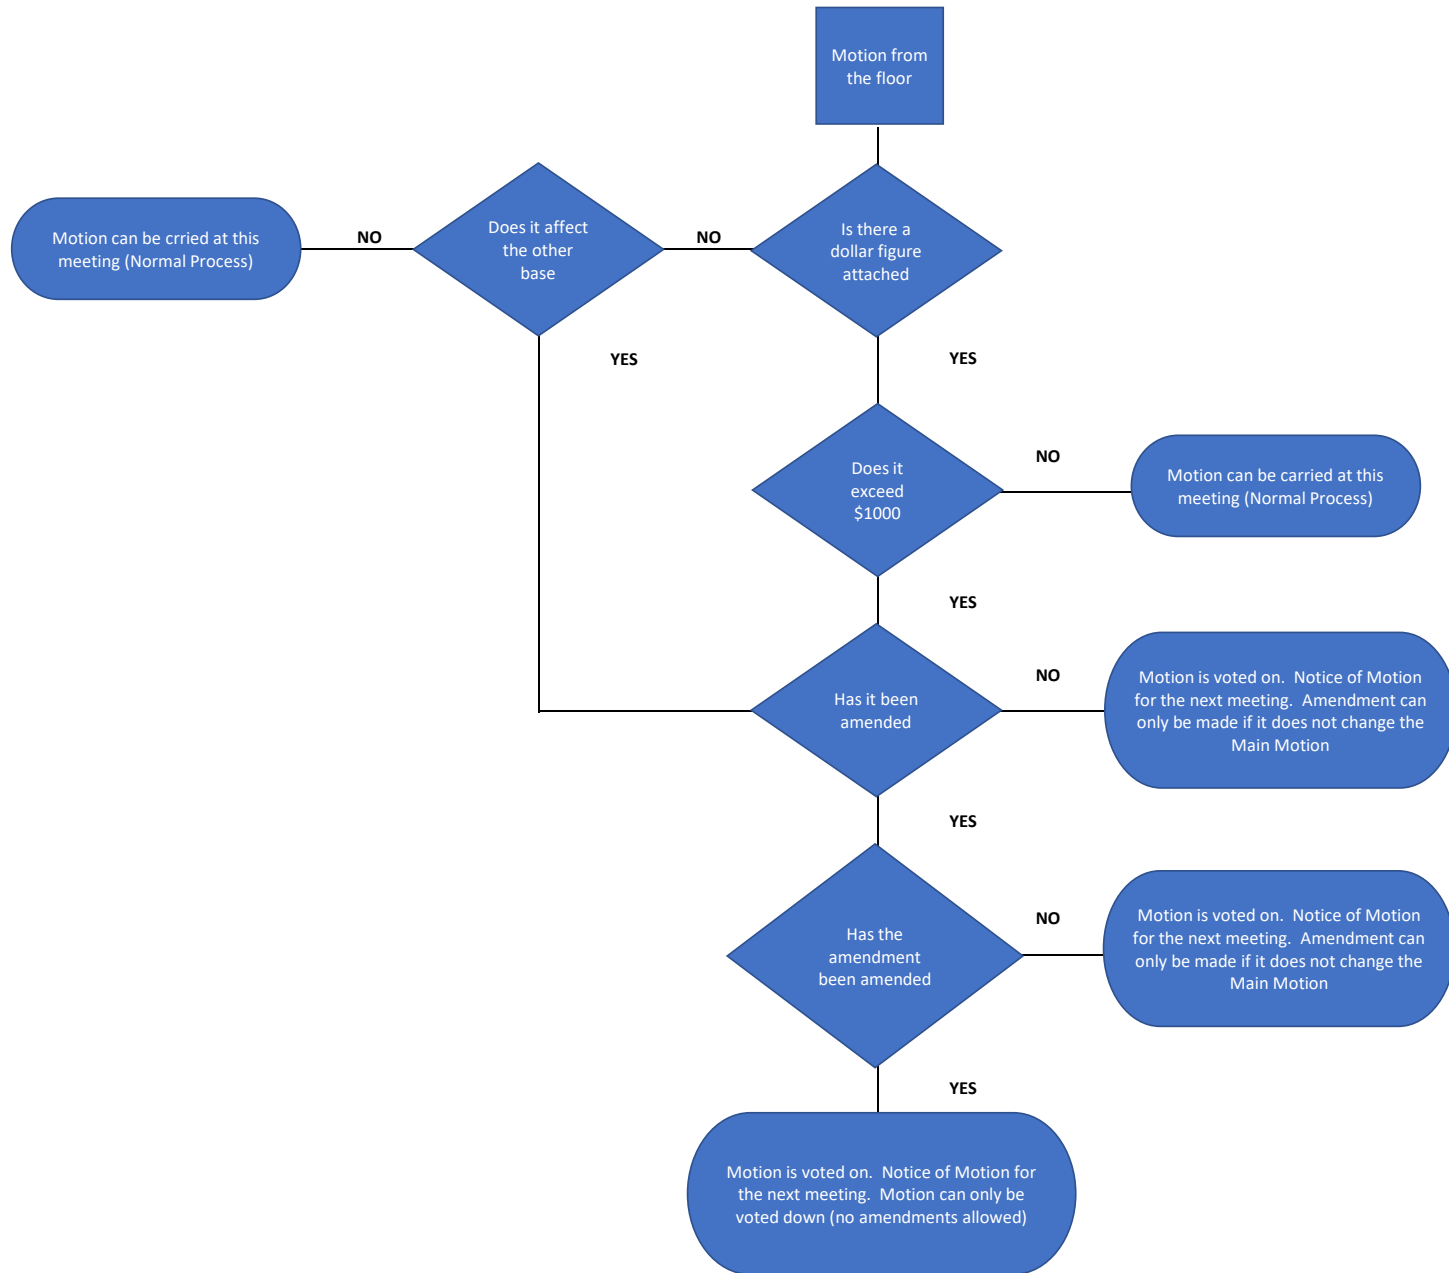 Motion from
the floor
Is there a
dollar figure
attached
NO
Does it affect
the other
base
NO
Motion can be crried at this
meeting (Normal Process)
YES
YES
Does it
exceed
$1000
NO
Motion can be carried at this
meeting (Normal Process)
YES
Has it been
amended
NO
Motion is voted on.  Notice of Motion
for the next meeting.  Amendment can
only be made if it does not change the
Main Motion
YES
Has the
amendment
been amended
NO
Motion is voted on.  Notice of Motion
for the next meeting.  Amendment can
only be made if it does not change the
Main Motion
YES
Motion is voted on.  Notice of Motion for
the next meeting.  Motion can only be
voted down (no amendments allowed)